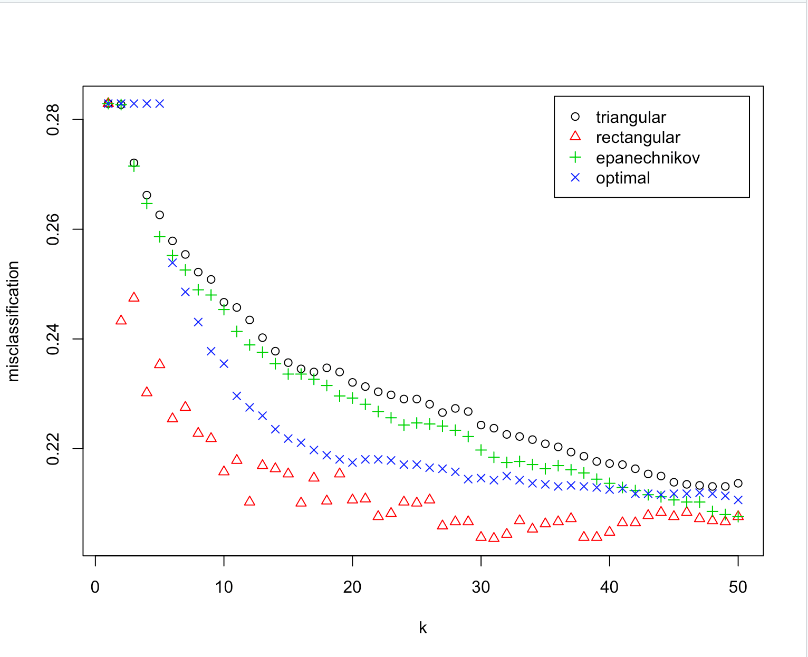 triangular
rectangular
epanechnikov
optimal
0.28
0.26
0.24
0.22
misclassification
0 10 20 30 40 50
k